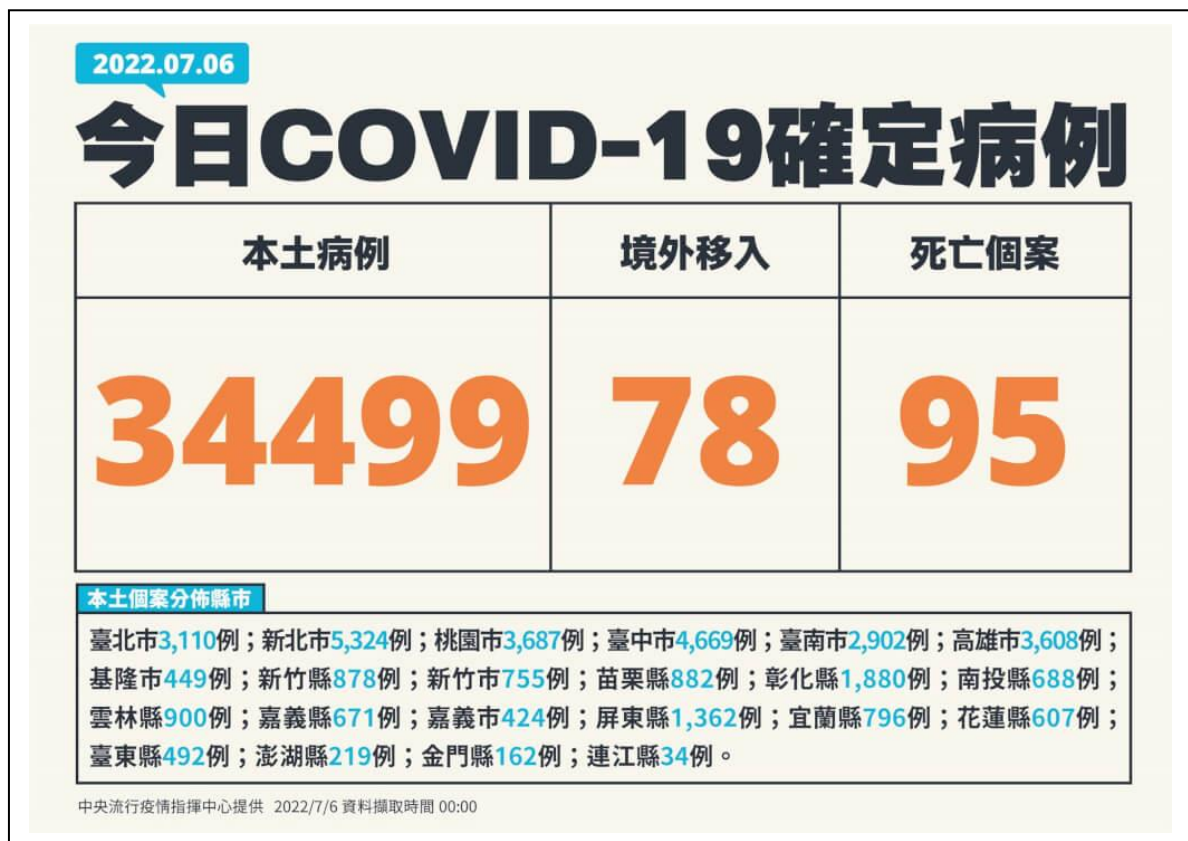 2022.07.06
今日COVID-19確定病例
本土病例 境外移入 死亡個案
34499 78 95
本土個案分佈縣市
臺北市3,110例；新北市5,324例；桃園市3,687例；臺中市4,669例；臺南市2,902例；高雄市3,608例；
基隆市449例；新竹縣878例；新竹市755例；苗栗縣882例；彰化縣1,880例；南投縣688例；
雲林縣900例；嘉義縣671例；嘉義市424例；屏東縣1,362例；宜蘭縣796例；花蓮縣607例；
臺東縣492例；澎湖縣219例；金門縣162例；連江縣34例。
中央流行疫情指揮中心提供 2022/7/6 資料擷取時間 00:00